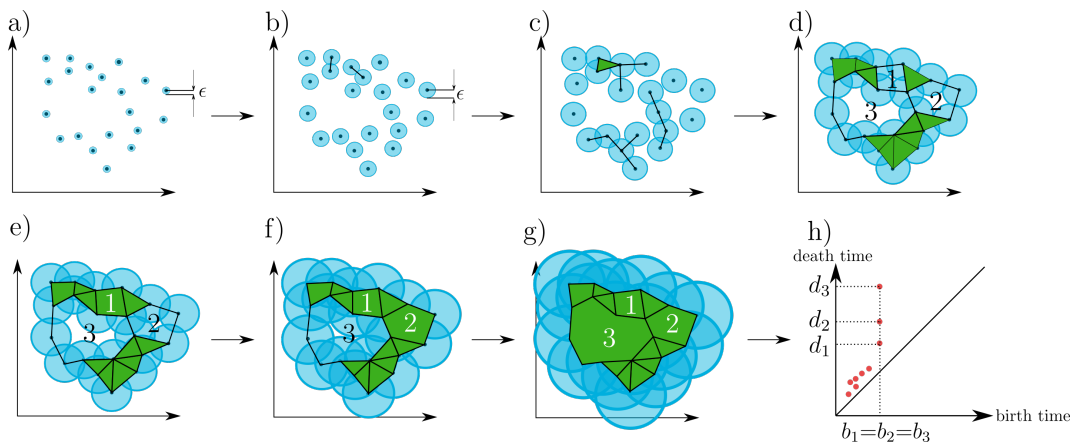 a)
ϵ
b)
ϵ
c)
d)
1
2
3
e)
1
2
3
f)
1
2
3
g)
1
2
3
h)
death time
d₃
d₂
d₁
birth time
b₁=b₂=b₃